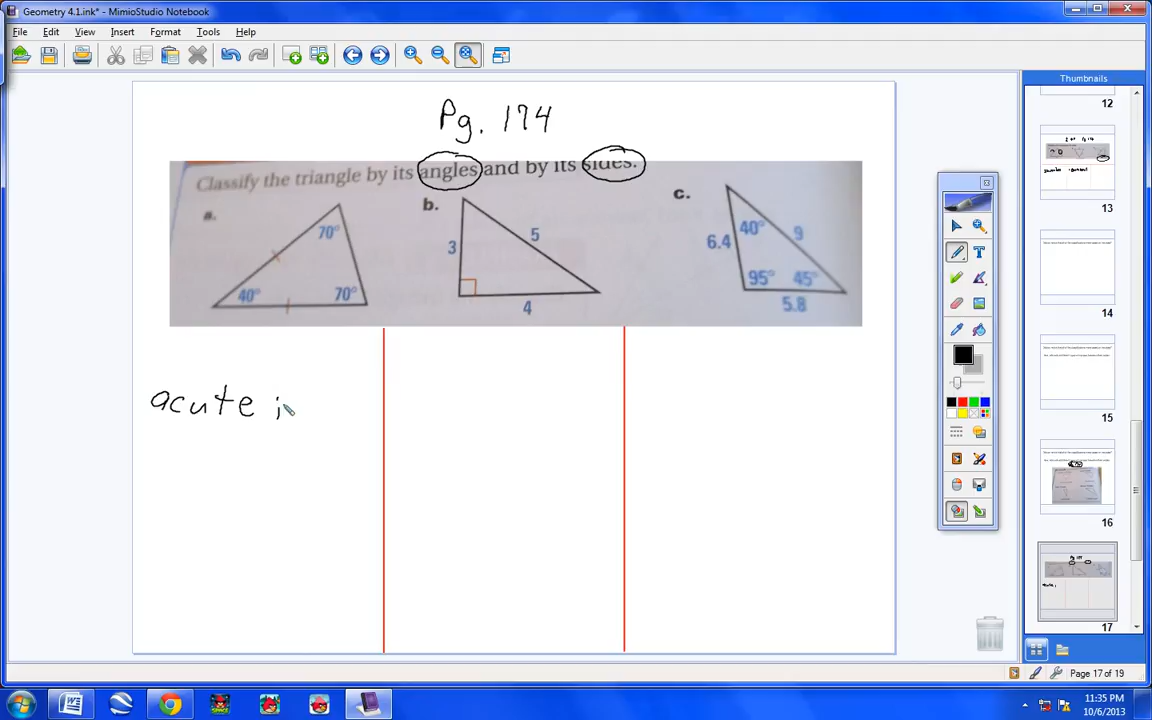 Geometry 4.1.ink* - MimioStudio Notebook
File Edit View Insert Format Tools Help
Thumbnails
12
13
14
15
16
17
Pg. 174
Classify the triangle by its angles and by its sides.
a. 70° 40° 70°
b. 3 5 4
c. 40° 9 6.4 95° 45° 5.8
acute i
Page 17 of 19
11:35 PM
10/6/2013